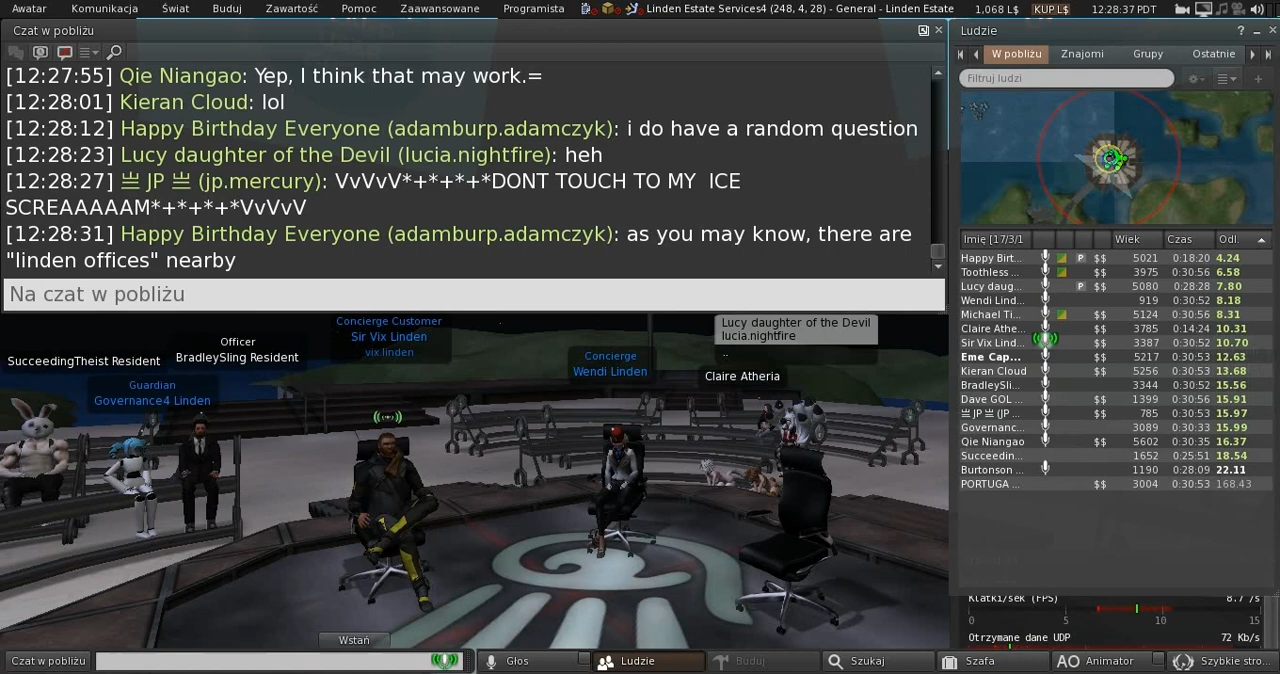 Awatar Komunikacja Świat Buduj Zawartość Pomoc Zaawansowane Programista Linden Estate Services4 (248, 4, 28) - General - Linden Estate 1,068 L$ KUP L$ 12:28:37 PDT
Czat w pobliżu
[12:27:55] Qie Niangao: Yep, I think that may work.=
[12:28:01] Kieran Cloud: lol
[12:28:12] Happy Birthday Everyone (adamburp.adamczyk): i do have a random question
[12:28:23] Lucy daughter of the Devil (lucia.nightfire): heh
[12:28:27] 亖 JP 亖 (jp.mercury): VvVvV*+*+*+*DONT TOUCH TO MY ICE
SCREAAAAAM*+*+*+*VvVvV
[12:28:31] Happy Birthday Everyone (adamburp.adamczyk): as you may know, there are
"linden offices" nearby
Na czat w pobliżu
Concierge Customer
Sir Vix Linden
vix.linden
Lucy daughter of the Devil
lucia.nightfire
..
Officer
BradleySling Resident
SucceedingTheist Resident
Concierge
Wendi Linden
Claire Atheria
Guardian
Governance4 Linden
Wstań
Ludzie ?
W pobliżu Znajomi Grupy Ostatnie
Filtruj ludzi
Imię [17/3/1 Wiek Czas Odl.
Happy Birt... P $$ 5021 0:18:20 4.24
Toothless ... $$ 3975 0:30:56 6.58
Lucy daug... P $$ 5080 0:28:28 7.80
Wendi Lind... 919 0:30:52 8.18
Michael Ti... $$ 5124 0:30:56 8.31
Claire Athe... $$ 3785 0:14:24 10.31
Sir Vix Lind... $$ 3387 0:30:52 10.70
Eme Cap... $$ 5217 0:30:53 12.63
Kieran Cloud $$ 5256 0:30:53 13.68
BradleySli... 3344 0:30:52 15.56
Dave GOL ... $$ 1399 0:30:56 15.91
JP (JP ... $$ 785 0:30:53 15.97
Governanc... 3089 0:30:33 15.99
Qie Niangao $$ 5602 0:30:35 16.37
Succeedin... 1652 0:25:51 18.54
Burtonson ... 1190 0:28:09 22.11
PORTUGA ... $$ 3004 0:30:53 168.43
Klatki/sek (FPS) 8.7 /s
0 5 10 15
Otrzymane dane UDP 72 Kb/s
Czat w pobliżu Głos Ludzie Buduj Szukaj Szafa AO Animator Szybkie stro...